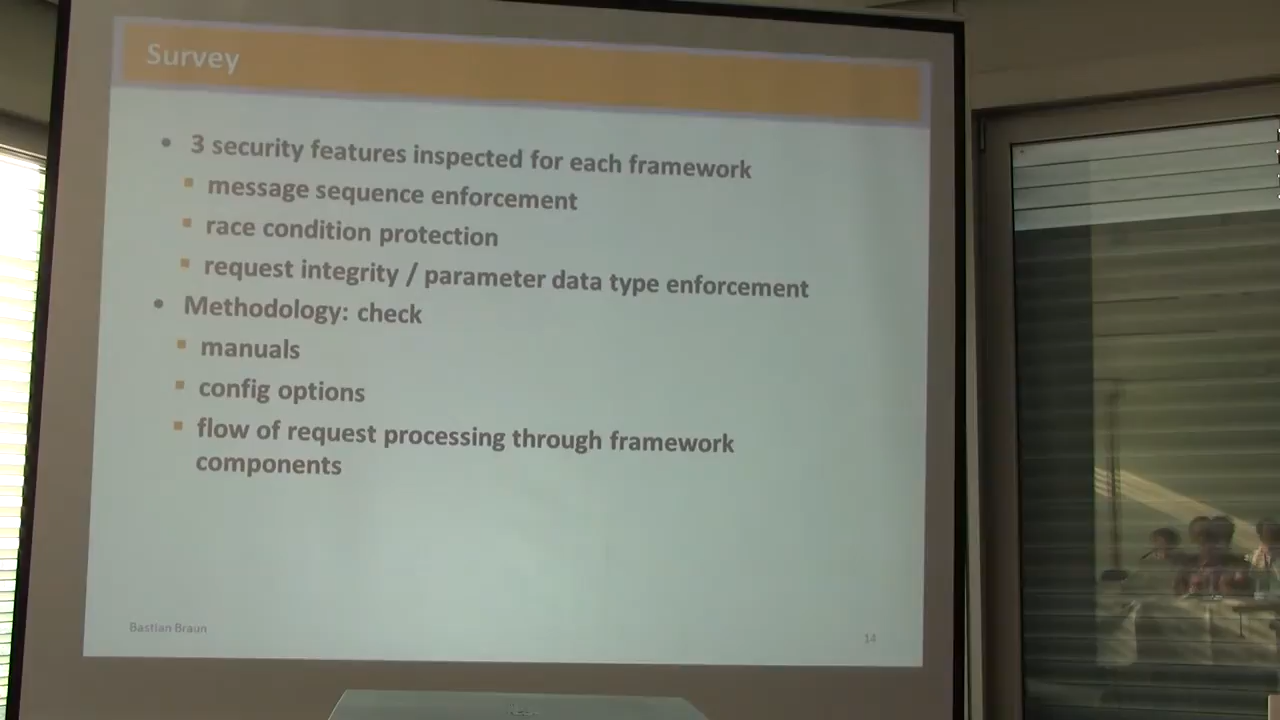 Survey
• 3 security features inspected for each framework
▪ message sequence enforcement
▪ race condition protection
▪ request integrity / parameter data type enforcement
• Methodology: check
▪ manuals
▪ config options
▪ flow of request processing through framework
components
Bastian Braun
14